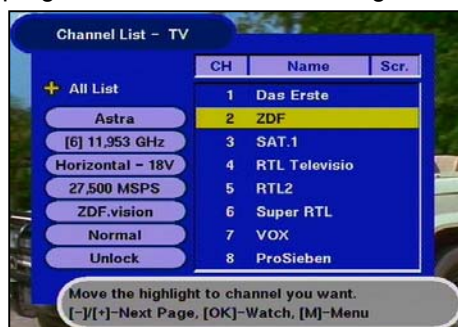 Channel List - TV
CH Name Scr.
+ All List
Astra
[6] 11,953 GHz
Horizontal - 18V
27,500 MSPS
ZDF.vision
Normal
Unlock
1 Das Erste
2 ZDF
3 SAT.1
4 RTL Televisio
5 RTL2
6 Super RTL
7 VOX
8 ProSieben
Move the highlight to channel you want.
[-]/[+]-Next Page, [OK]-Watch, [M]-Menu